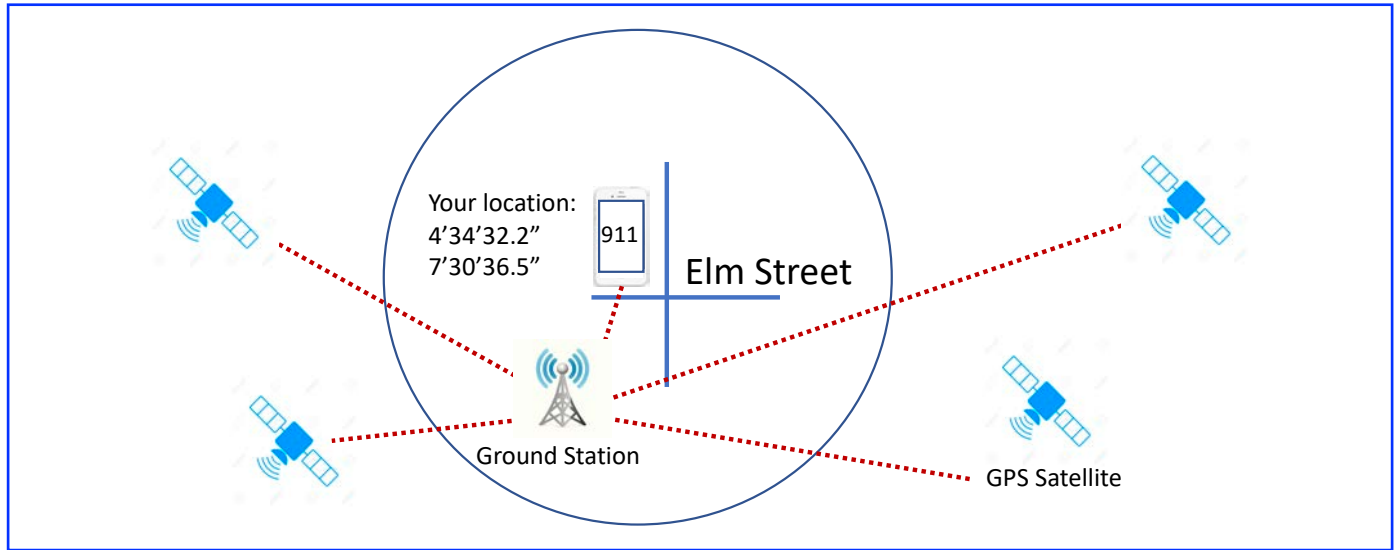 Your location:
4’34’32.2”
7’30’36.5”
911
Elm Street
Ground Station
GPS Satellite